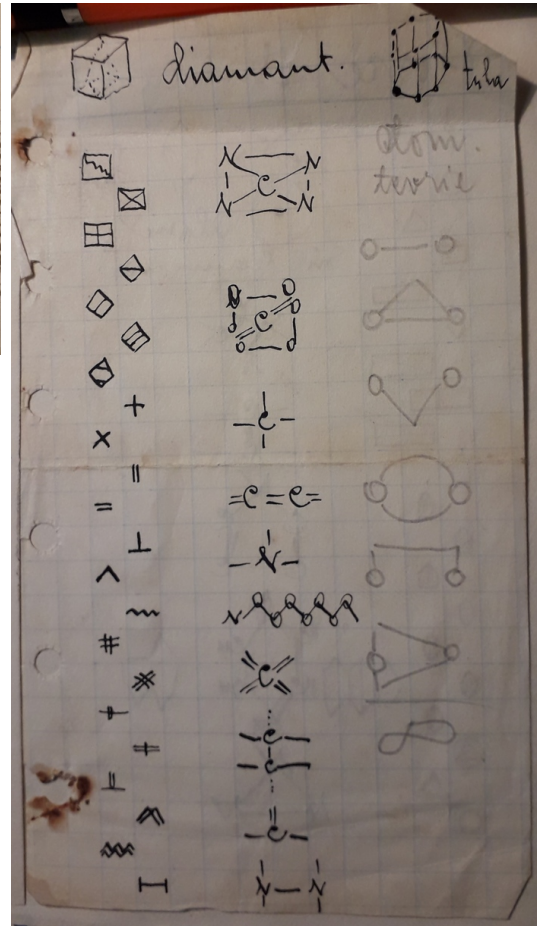 diamant. tuha
Atom.
teorie
N — N
C
N — N
O — O
O O
C
O — O
— C —
= C = C =
— N —
N
C
— C —
— C —
— C —
N — N